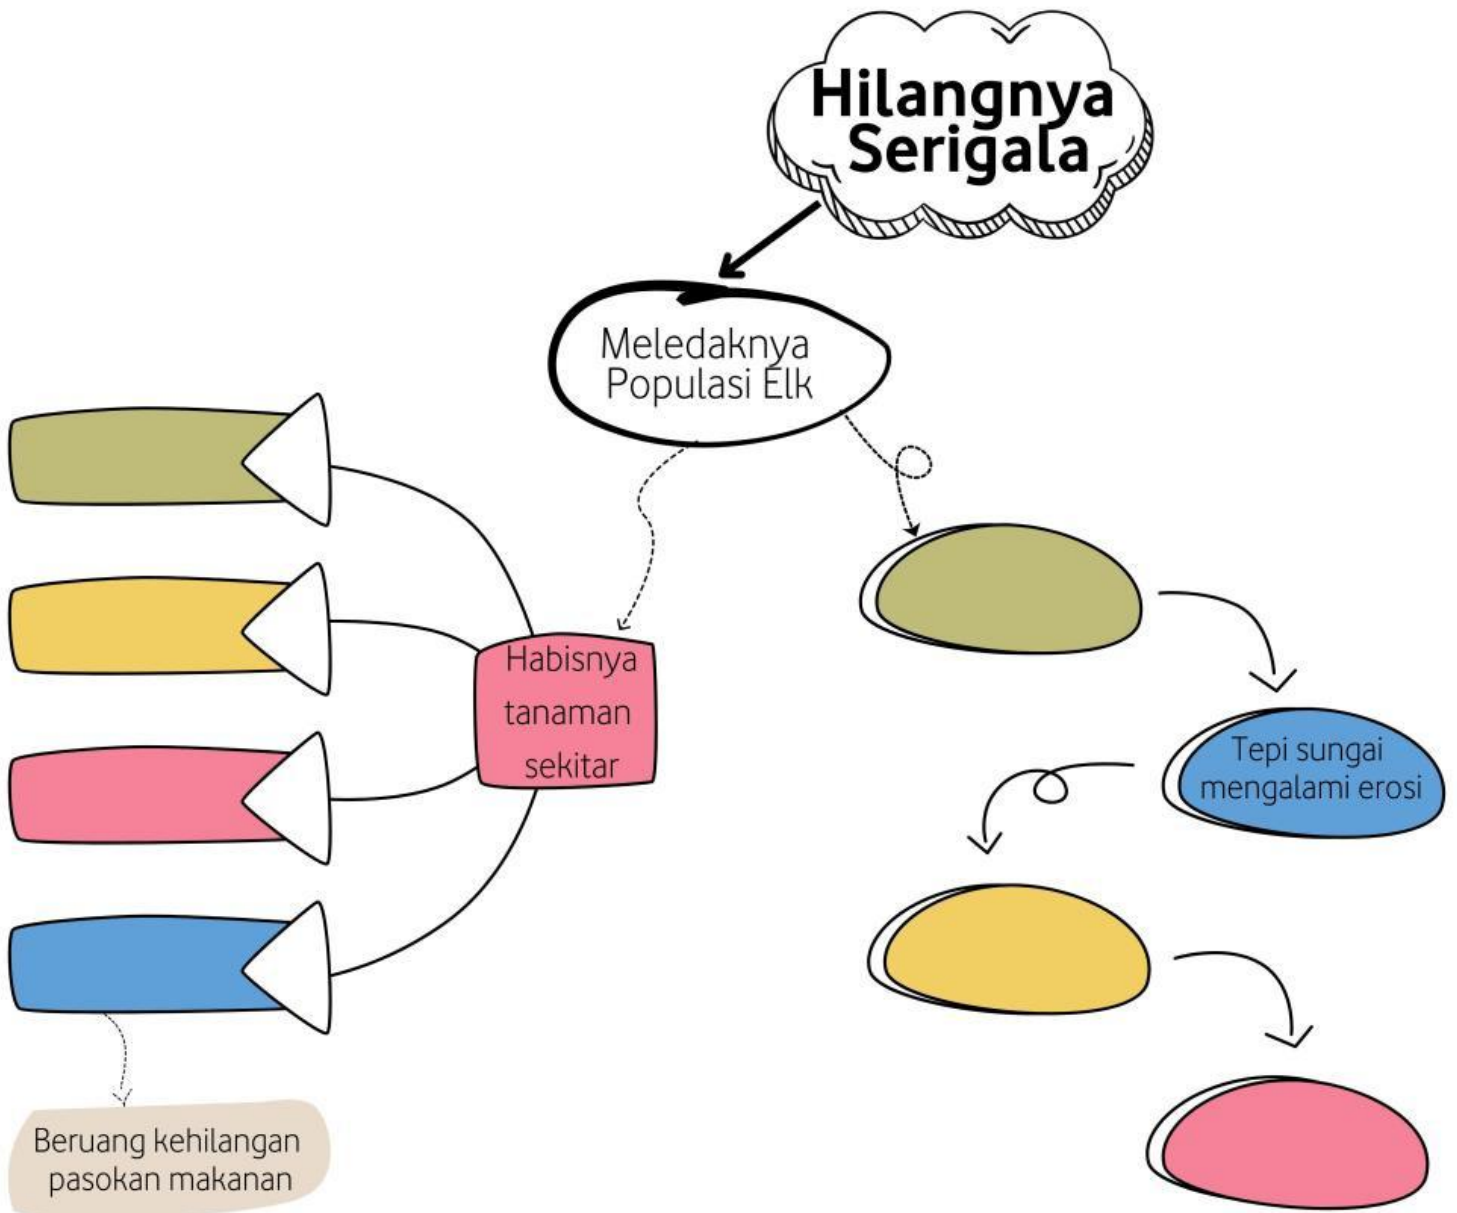 Hilangnya
Serigala
Meledaknya
Populasi Elk
Habisnya
tanaman
sekitar
Tepi sungai
mengalami erosi
Beruang kehilangan
pasokan makanan